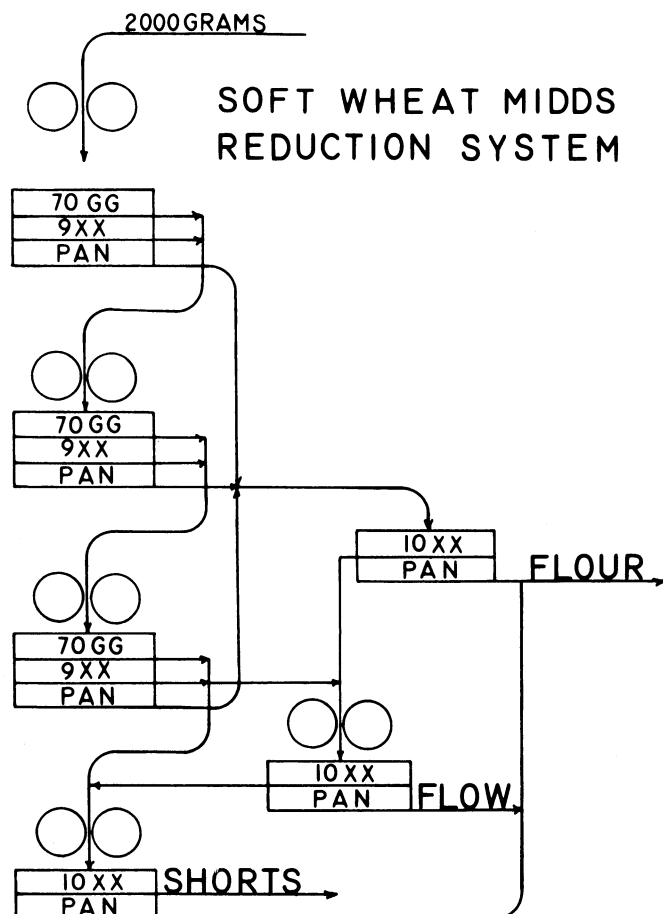 2000GRAMS
SOFT WHEAT MIDDS
REDUCTION SYSTEM
70 GG
9XX
PAN
70 GG
9XX
PAN
10XX
PAN
FLOUR
70 GG
9XX
PAN
10XX
PAN
FLOW
10XX
PAN
SHORTS